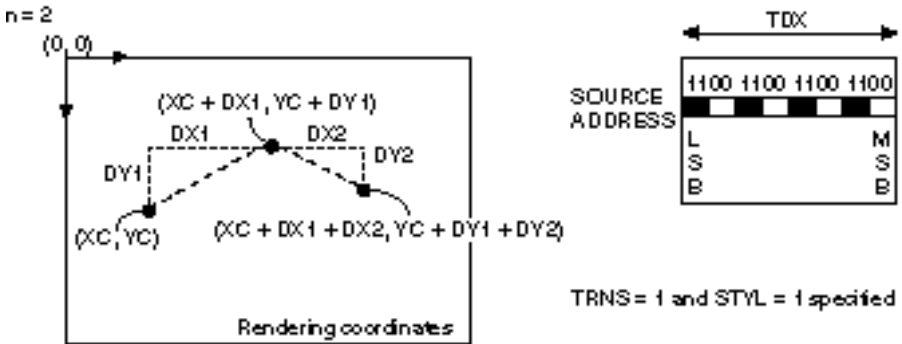 n = 2
(0, 0)
(XC + DX1, YC + DY1)
DX1
DX2
DY1
DY2
(XC, YC)
(XC + DX1 + DX2, YC + DY1 + DY2)
Rendering coordinates
TDX
SOURCE
ADDRESS
1100 1100 1100 1100
L
S
B
M
S
B
TRNS = 1 and STYL = 1 specified